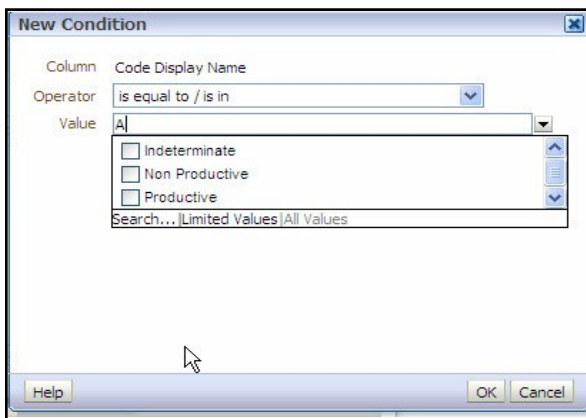 New Condition
Column Code Display Name
Operator is equal to / is in
Value A
Indeterminate
Non Productive
Productive
Search...|Limited Values|All Values
Help OK Cancel